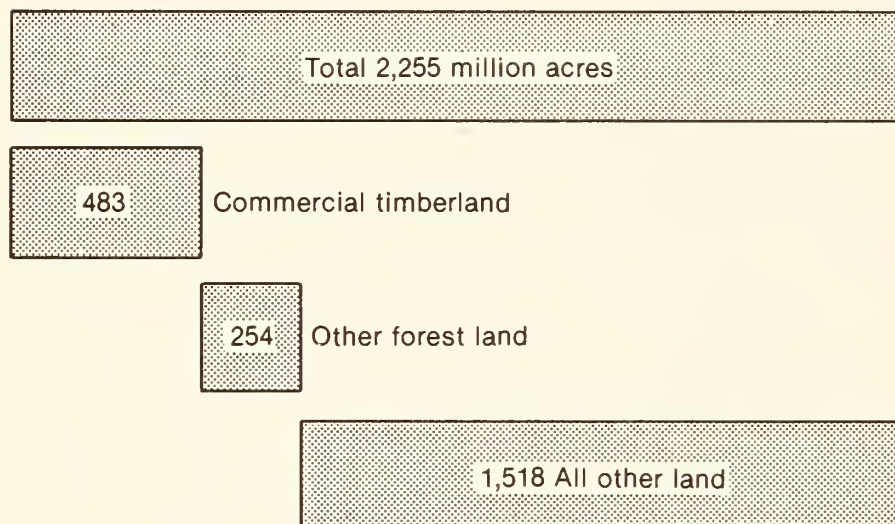 Total 2,255 million acres
483 Commercial timberland
254 Other forest land
1,518 All other land